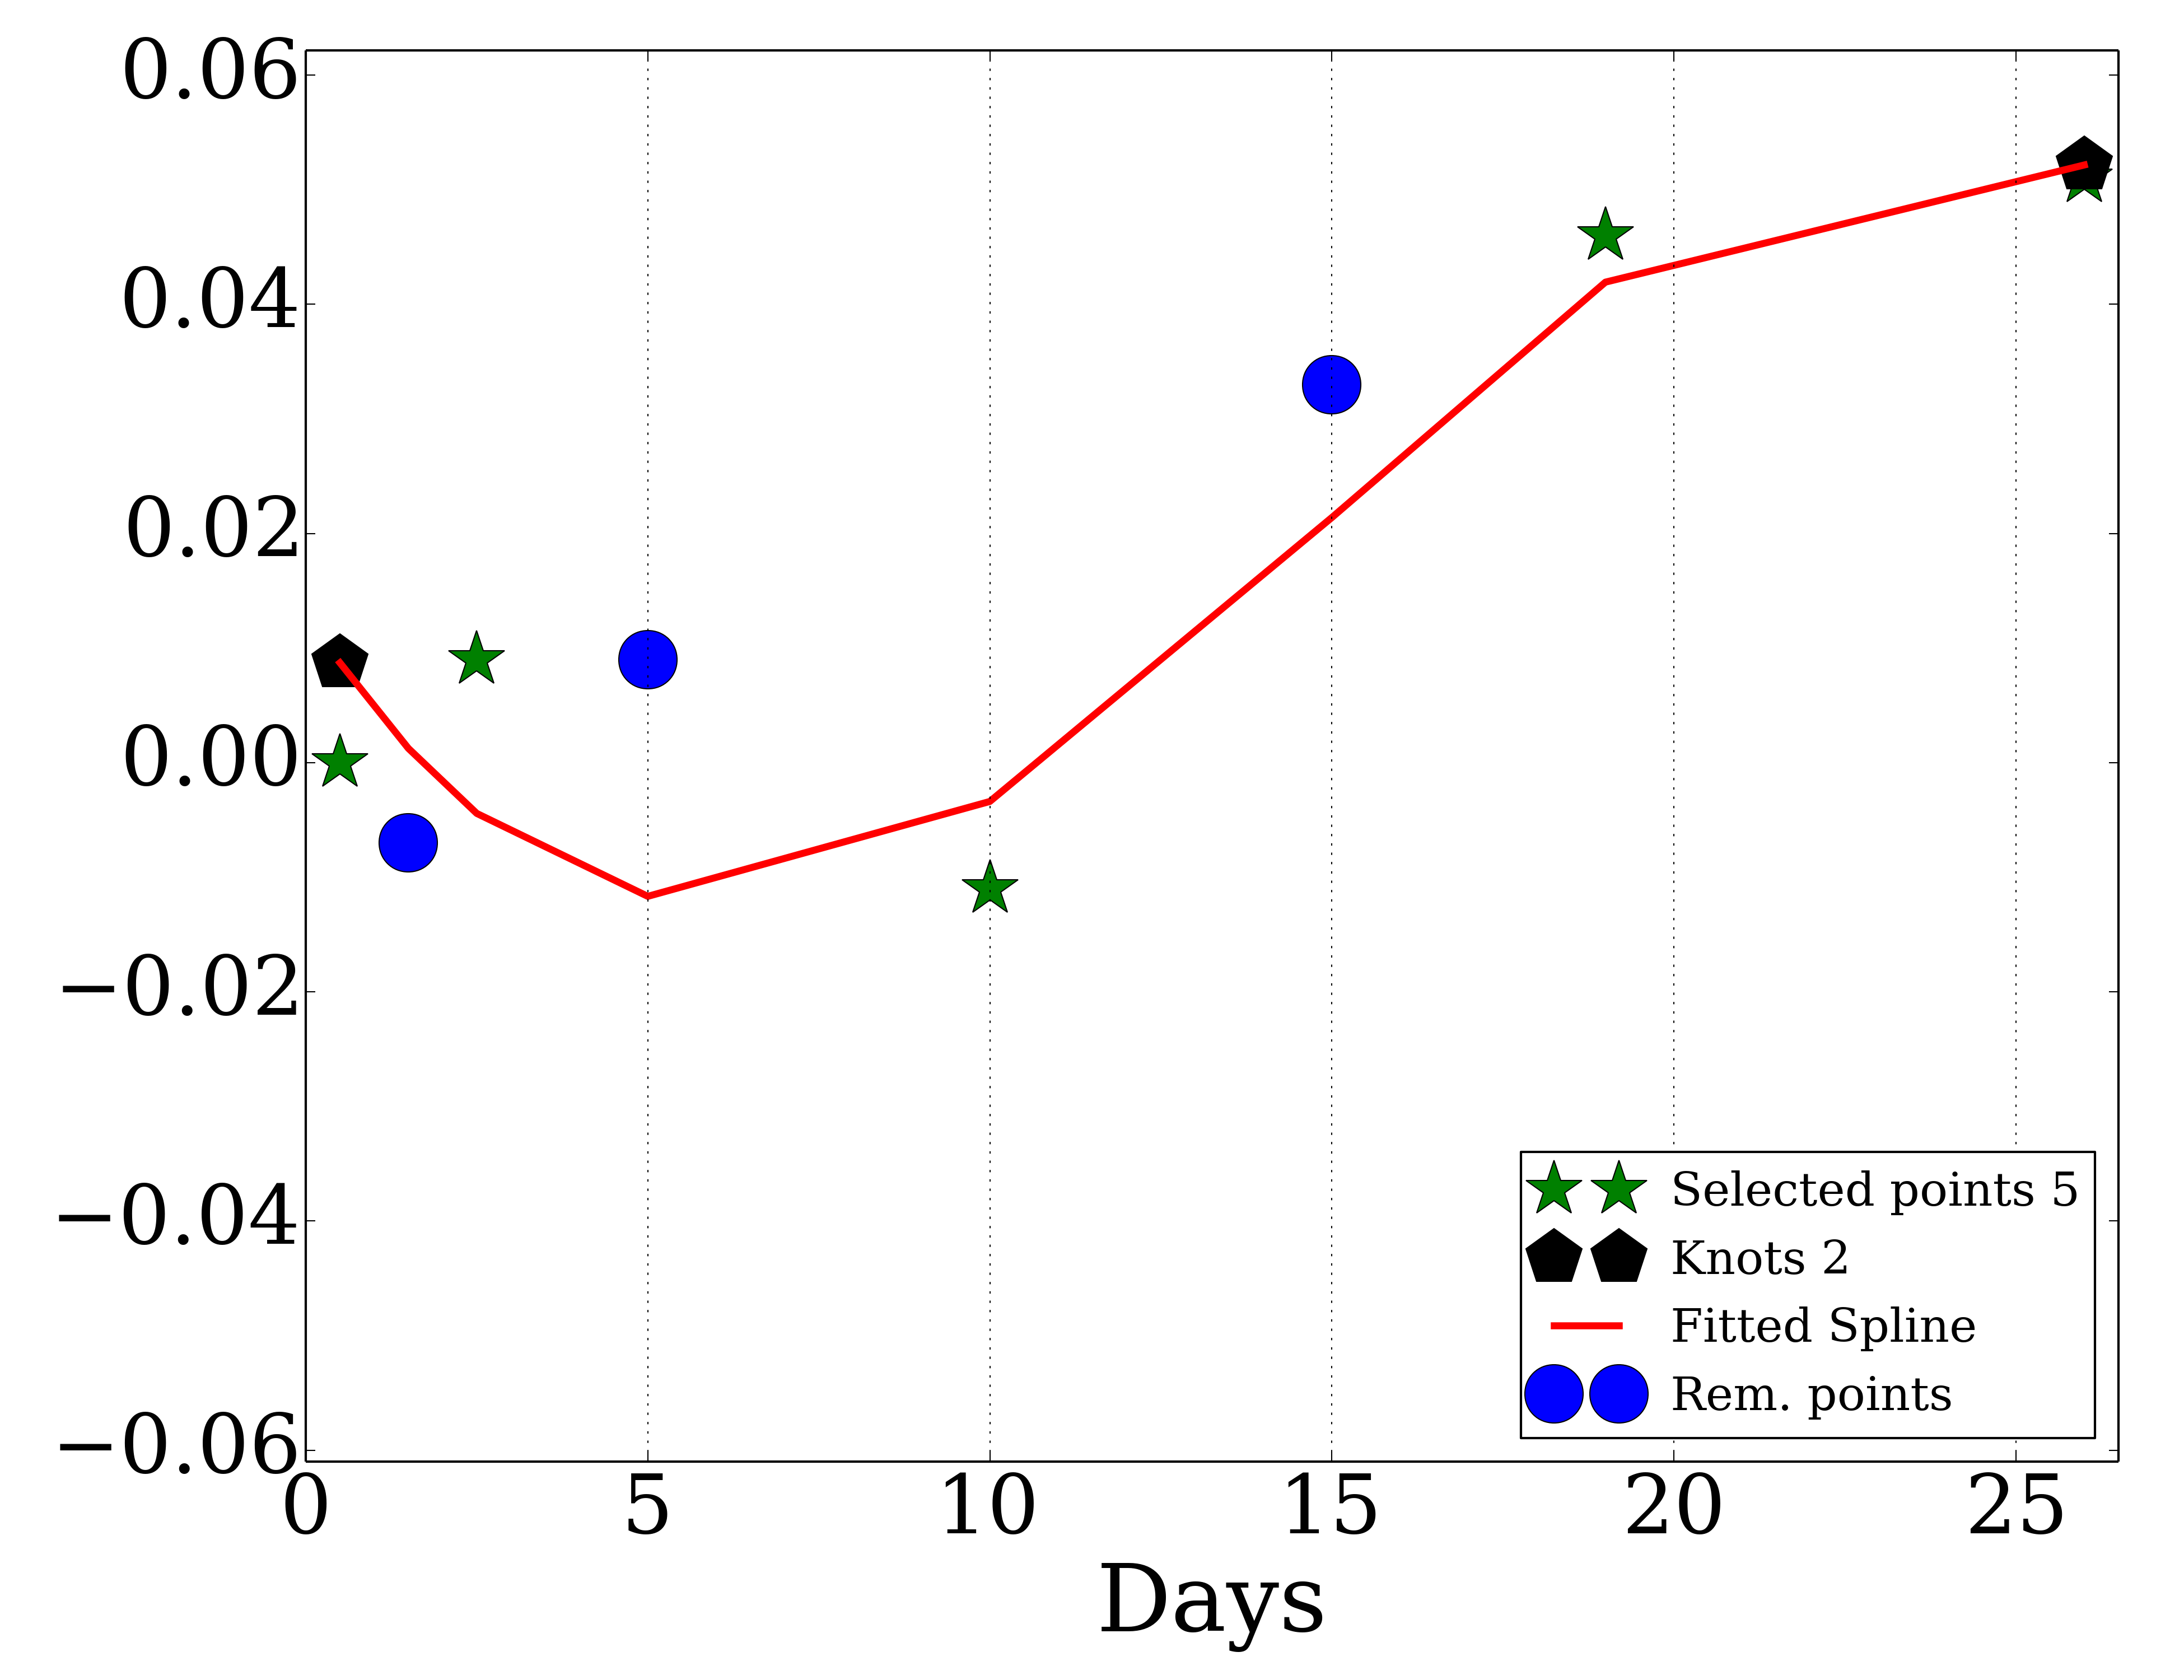 0.06
0.04
0.02
0.00
−0.02
−0.04
−0.06
0 5 10 15 20 25
Days
Selected points 5
Knots 2
Fitted Spline
Rem. points